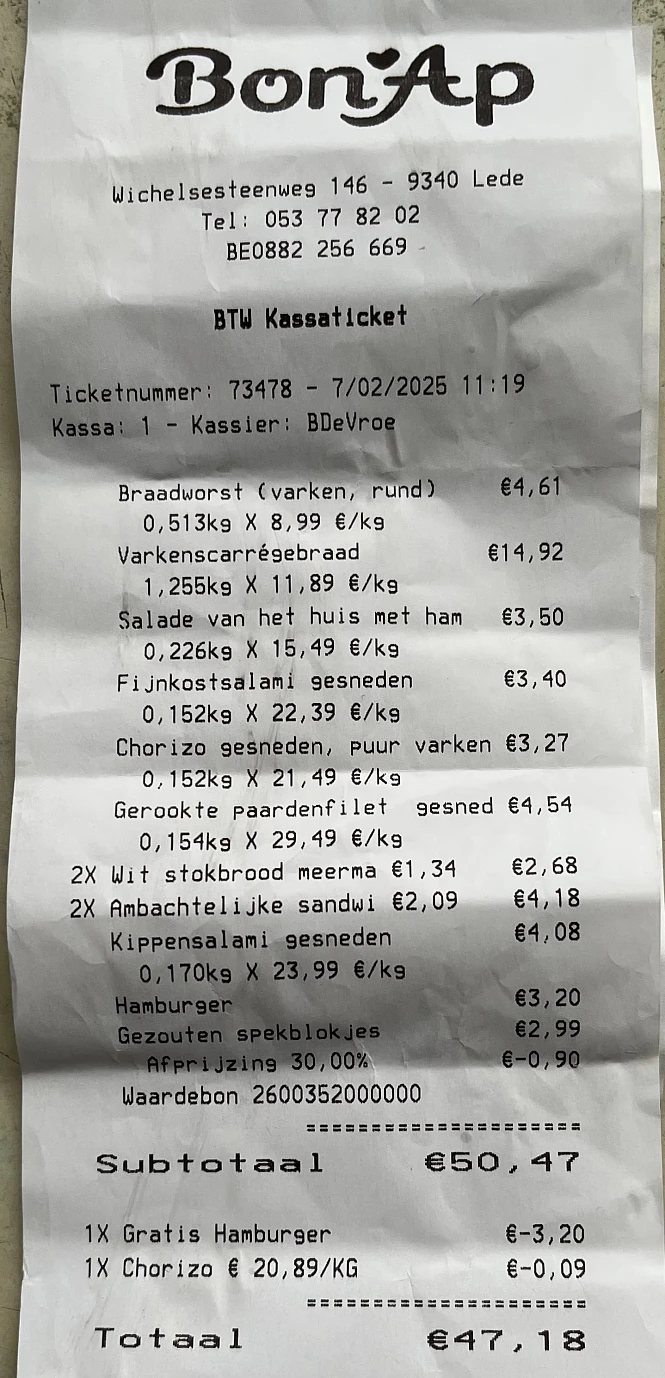 Bon'Ap
Wichelsesteenweg 146 - 9340 Lede
Tel: 053 77 82 02
BE0882 256 669
BTW Kassaticket
Ticketnummer: 73478 - 7/02/2025 11:19
Kassa: 1 - Kassier: BDeVroe
Braadworst (varken, rund) €4,61
0,513kg X 8,99 €/kg
Varkenscarrégebraad €14,92
1,255kg X 11,89 €/kg
Salade van het huis met ham €3,50
0,226kg X 15,49 €/kg
Fijnkostsalami gesneden €3,40
0,152kg X 22,39 €/kg
Chorizo gesneden, puur varken €3,27
0,152kg X 21,49 €/kg
Gerookte paardenfilet gesned €4,54
0,154kg X 29,49 €/kg
2X Wit stokbrood meerma €1,34 €2,68
2X Ambachtelijke sandwi €2,09 €4,18
Kippensalami gesneden €4,08
0,170kg X 23,99 €/kg
Hamburger €3,20
Gezouten spekblokjes €2,99
Afprijzing 30,00% €-0,90
Waardebon 2600352000000
=====================
Subtotaal €50,47
1X Gratis Hamburger €-3,20
1X Chorizo € 20,89/KG €-0,09
=====================
Totaal €47,18